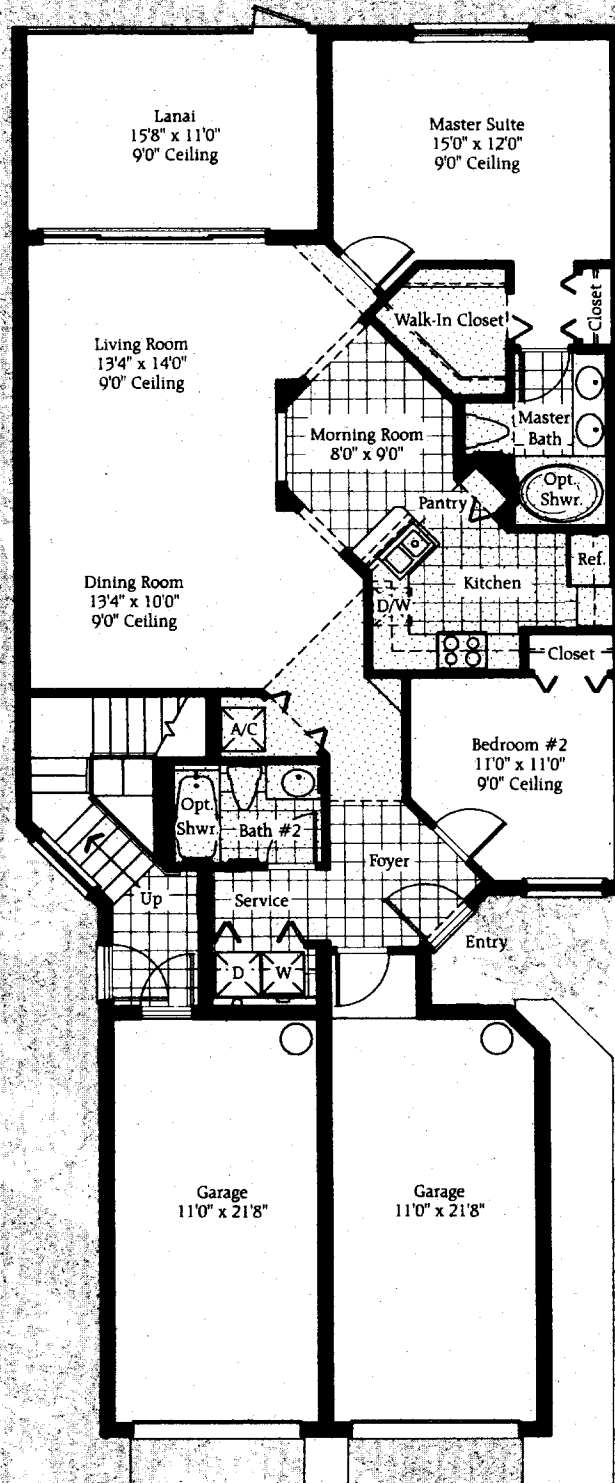 Lanai
15'8" x 11'0"
9'0" Ceiling
Master Suite
15'0" x 12'0"
9'0" Ceiling
Closet
Walk-In Closet
Living Room
13'4" x 14'0"
9'0" Ceiling
Master
Bath
Morning Room
8'0" x 9'0"
Opt.
Shwr.
Pantry
Ref.
Kitchen
Dining Room
13'4" x 10'0"
9'0" Ceiling
D/W
Closet
A/C
Bedroom #2
11'0" x 11'0"
9'0" Ceiling
Opt.
Shwr.
Bath #2
Foyer
Up
Service
Entry
D
W
Garage
11'0" x 21'8"
Garage
11'0" x 21'8"